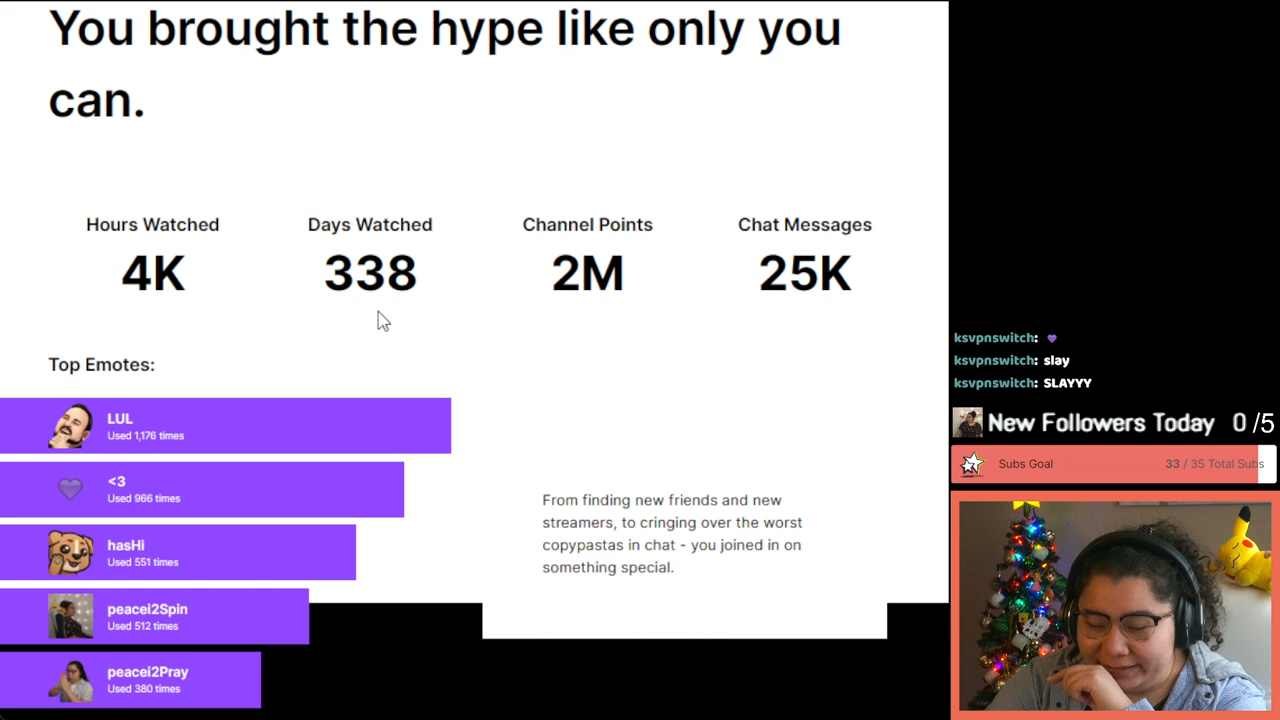 You brought the hype like only you
can.
Hours Watched
4K
Days Watched
338
Channel Points
2M
Chat Messages
25K
Top Emotes:
LUL
Used 1,176 times
<3
Used 966 times
hasHi
Used 551 times
peacei2Spin
Used 512 times
peacei2Pray
Used 380 times
From finding new friends and new
streamers, to cringing over the worst
copypastas in chat - you joined in on
something special.
ksvpnswitch: 💜
ksvpnswitch: slay
ksvpnswitch: SLAYYY
New Followers Today 0 /5
Subs Goal 33 / 35 Total Subs